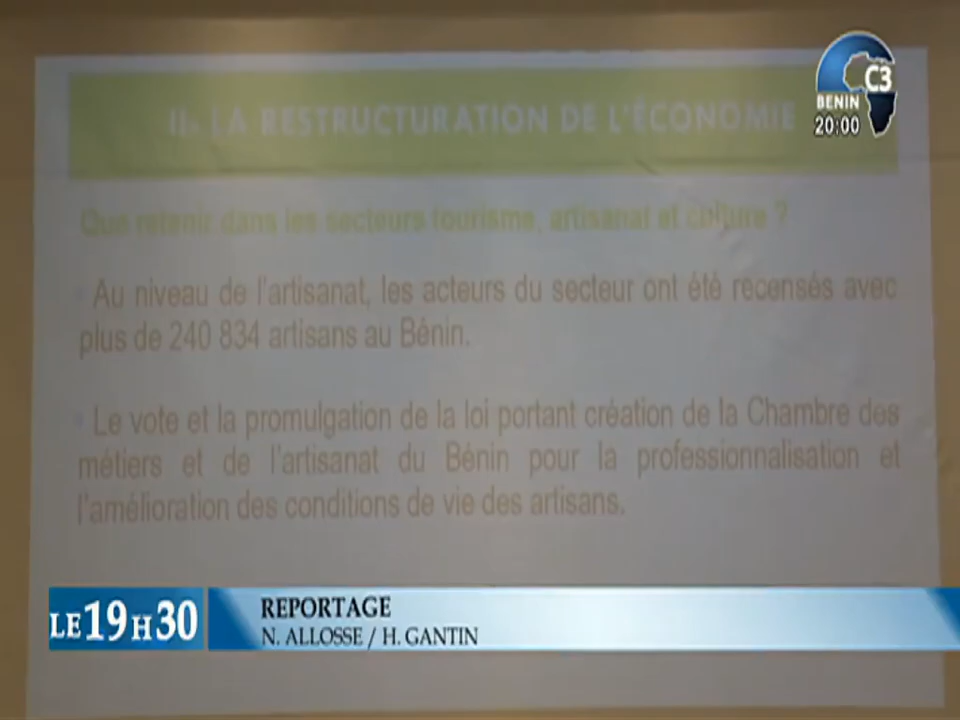 C3
BENIN
20:00
II- LA RESTRUCTURATION DE L'ÉCONOMIE
Que retenir dans les secteurs tourisme, artisanat et culture ?
Au niveau de l'artisanat, les acteurs du secteur ont été recensés avec
plus de 240 834 artisans au Bénin.
Le vote et la promulgation de la loi portant création de la Chambre des
métiers et de l'artisanat du Bénin pour la professionnalisation et
l'amélioration des conditions de vie des artisans.
LE 19H30
REPORTAGE
N. ALLOSSE / H. GANTIN